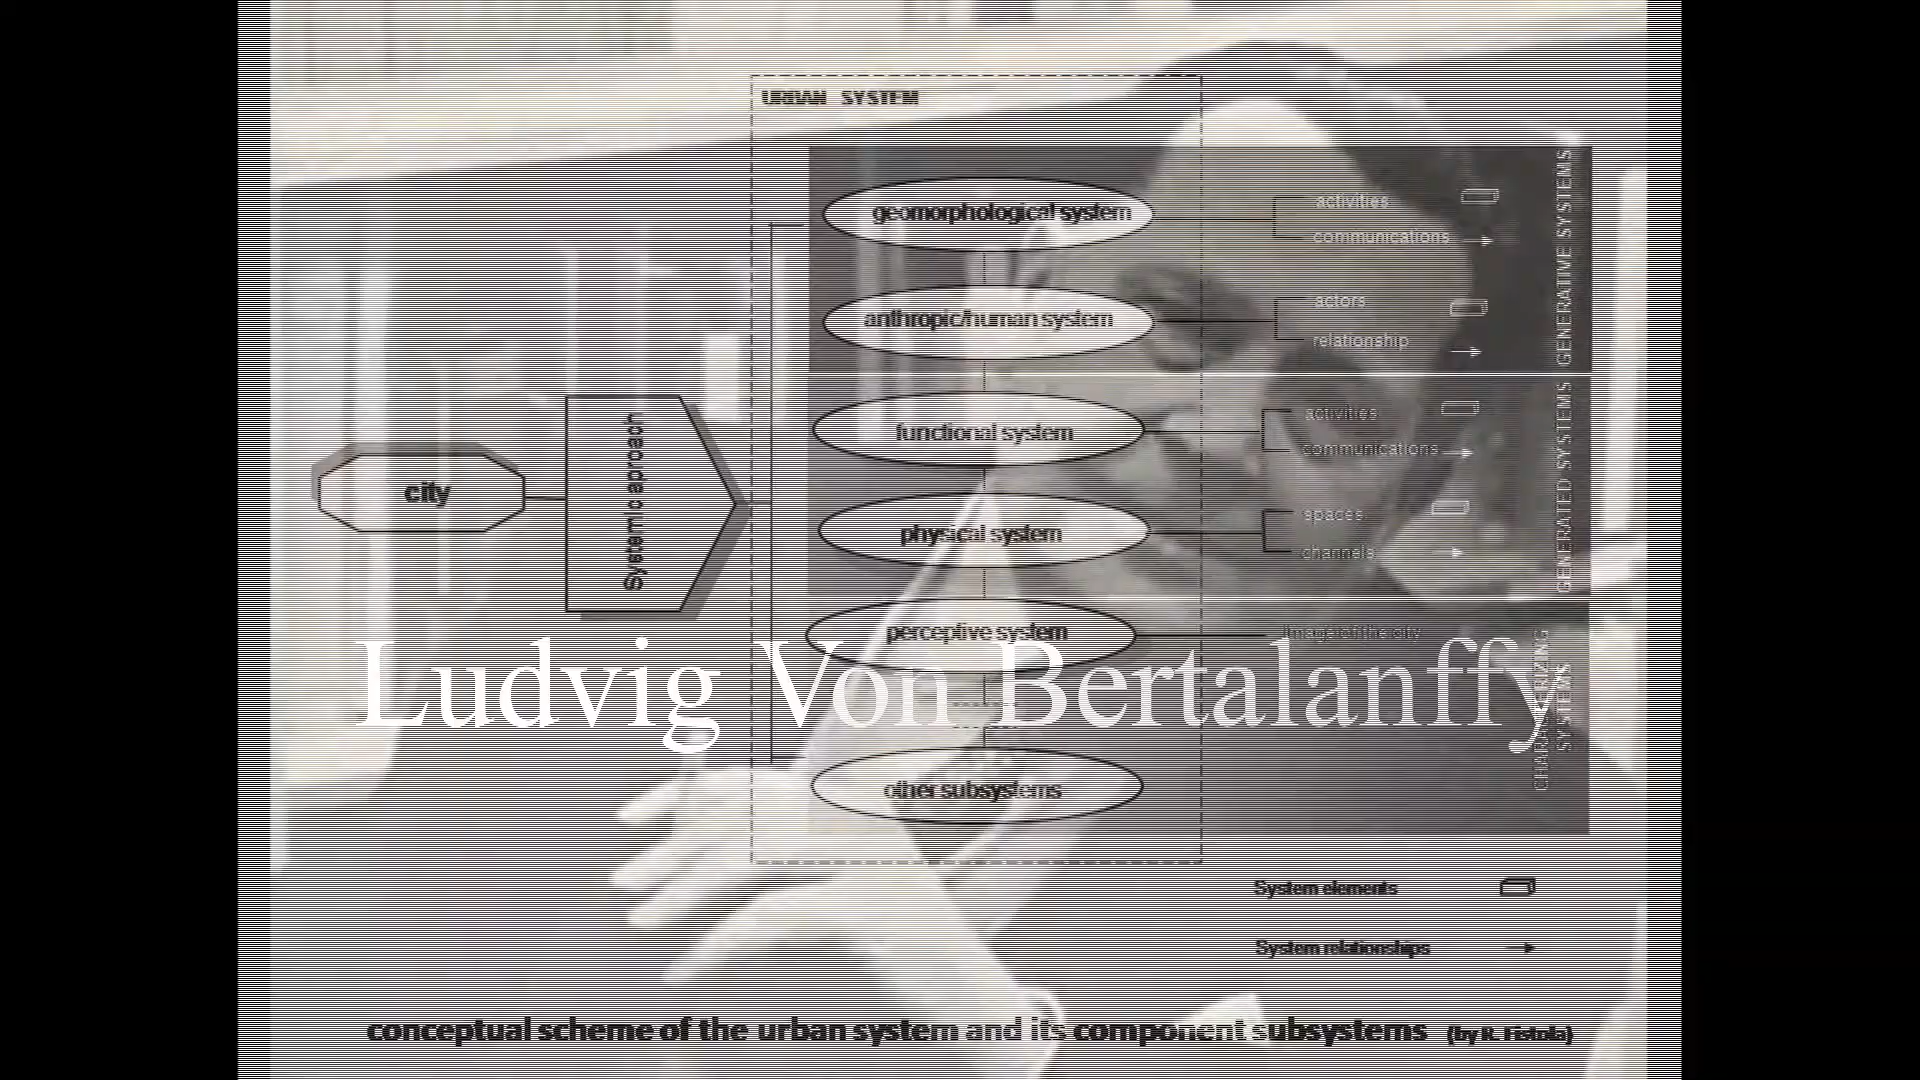 URBAN SYSTEM
geomorphological system
activities
communications
GENERATIVE SYSTEMS
anthropic/human system
actors
relationship
city
Systemic aproach
functional system
activities
communications
GENERATED SYSTEMS
physical system
spaces
channels
perceptive system
image of the city
CHARACTERIZING
SYSTEMS
Ludvig Von Bertalanffy
other subsystems
System elements
System relationships
conceptual scheme of the urban system and its component subsystems (by R. Fistola)